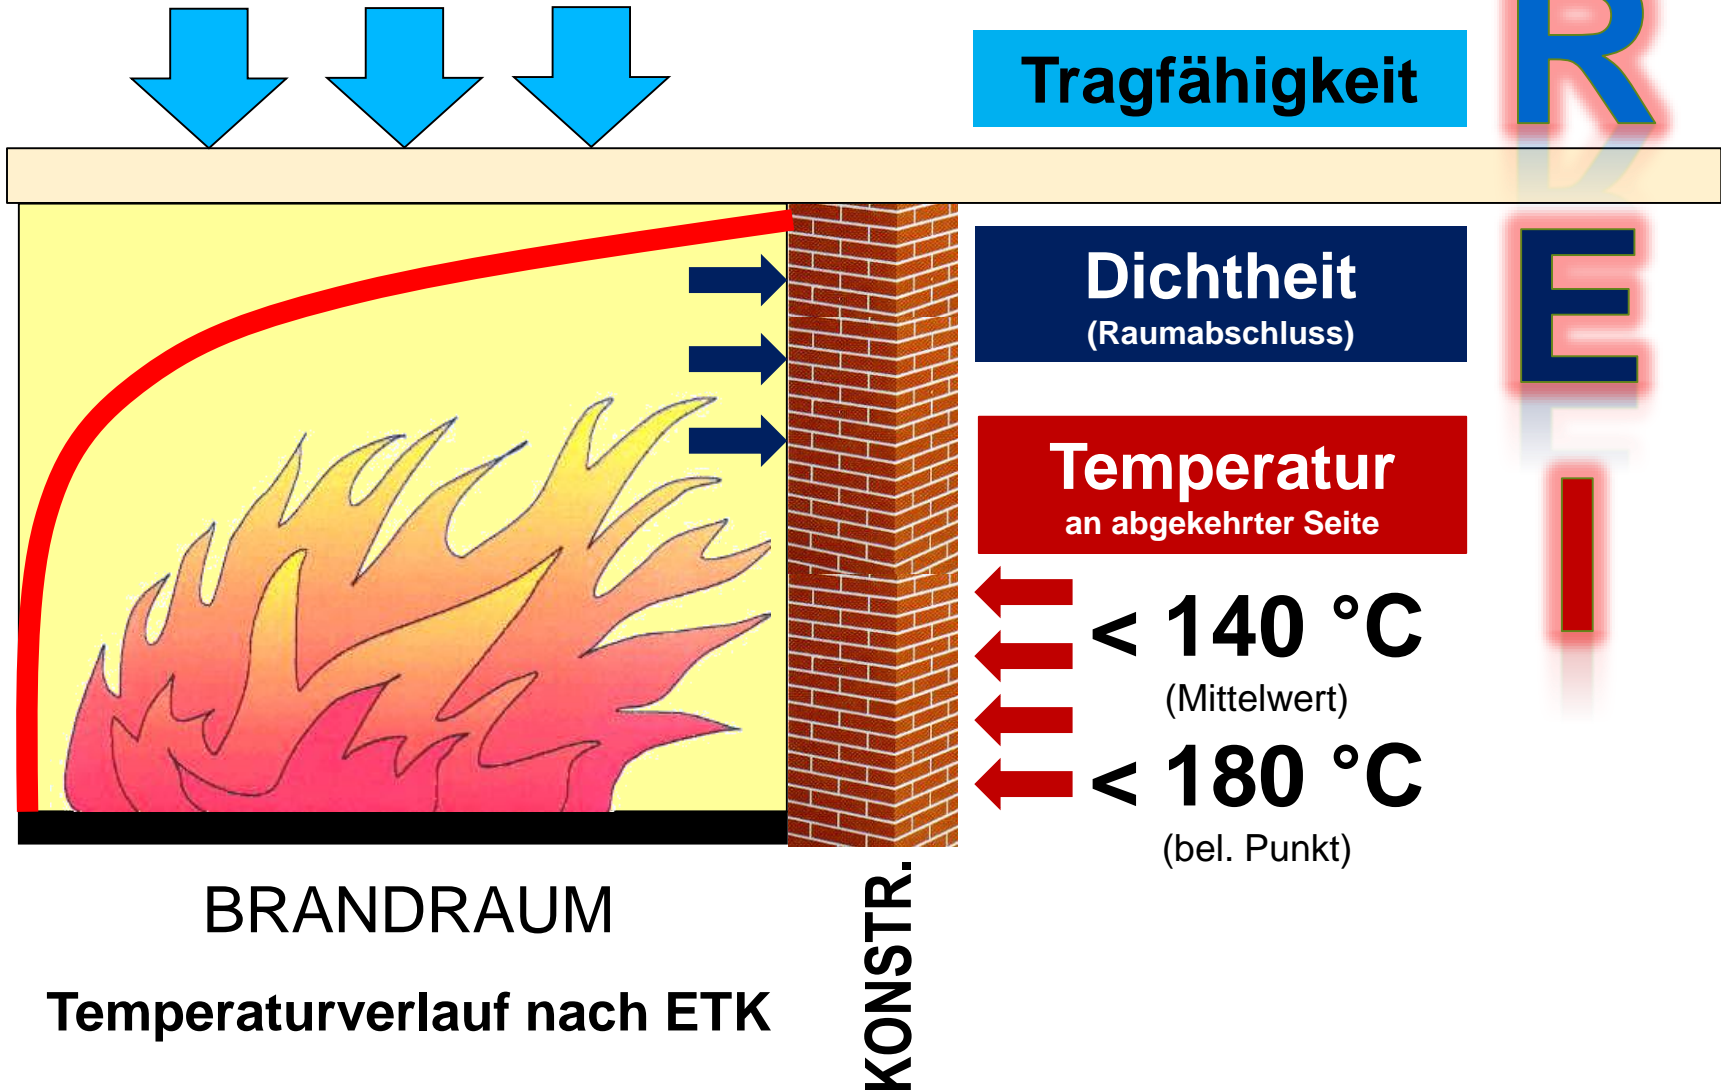 Tragfähigkeit
R
Dichtheit
(Raumabschluss)
E
Temperatur
an abgekehrter Seite
I
< 140 °C
(Mittelwert)
< 180 °C
(bel. Punkt)
BRANDRAUM
Temperaturverlauf nach ETK
KONSTR.